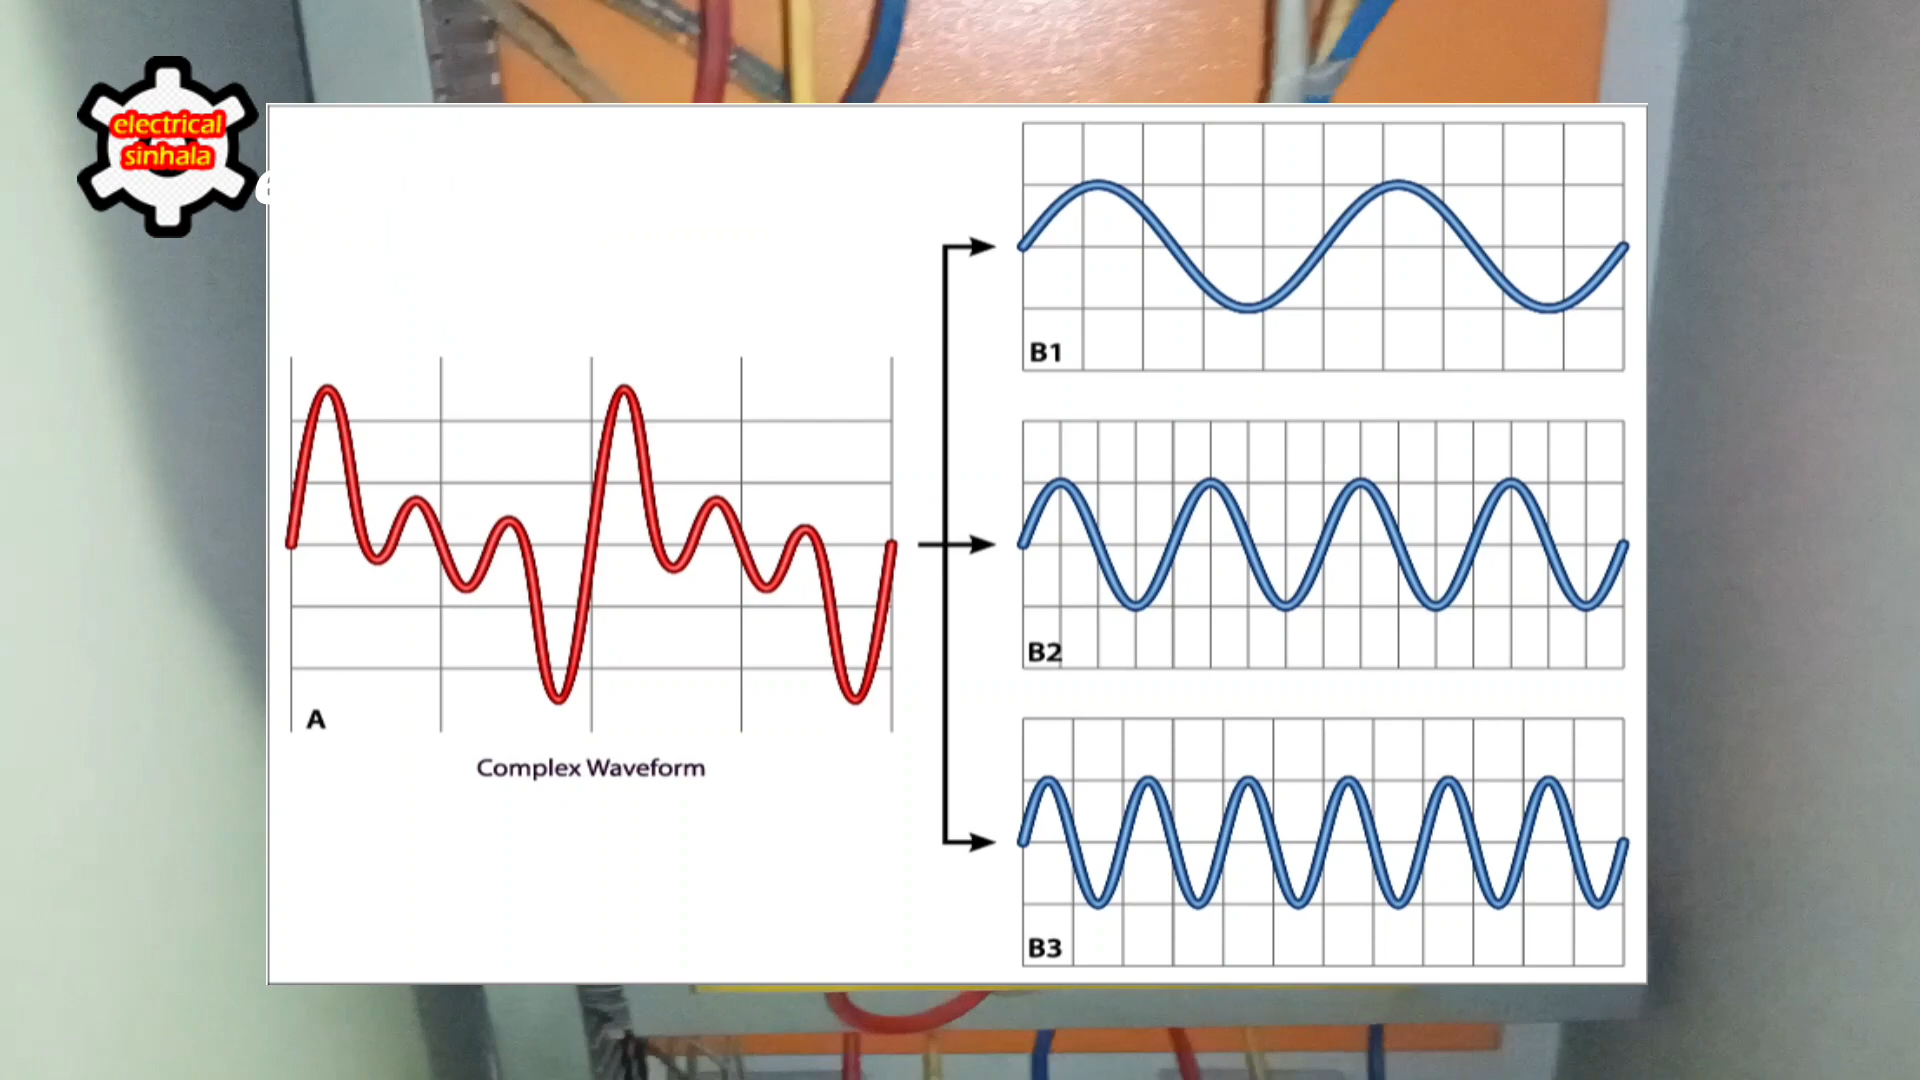 electrical
sinhala
B1
B2
A
Complex Waveform
B3